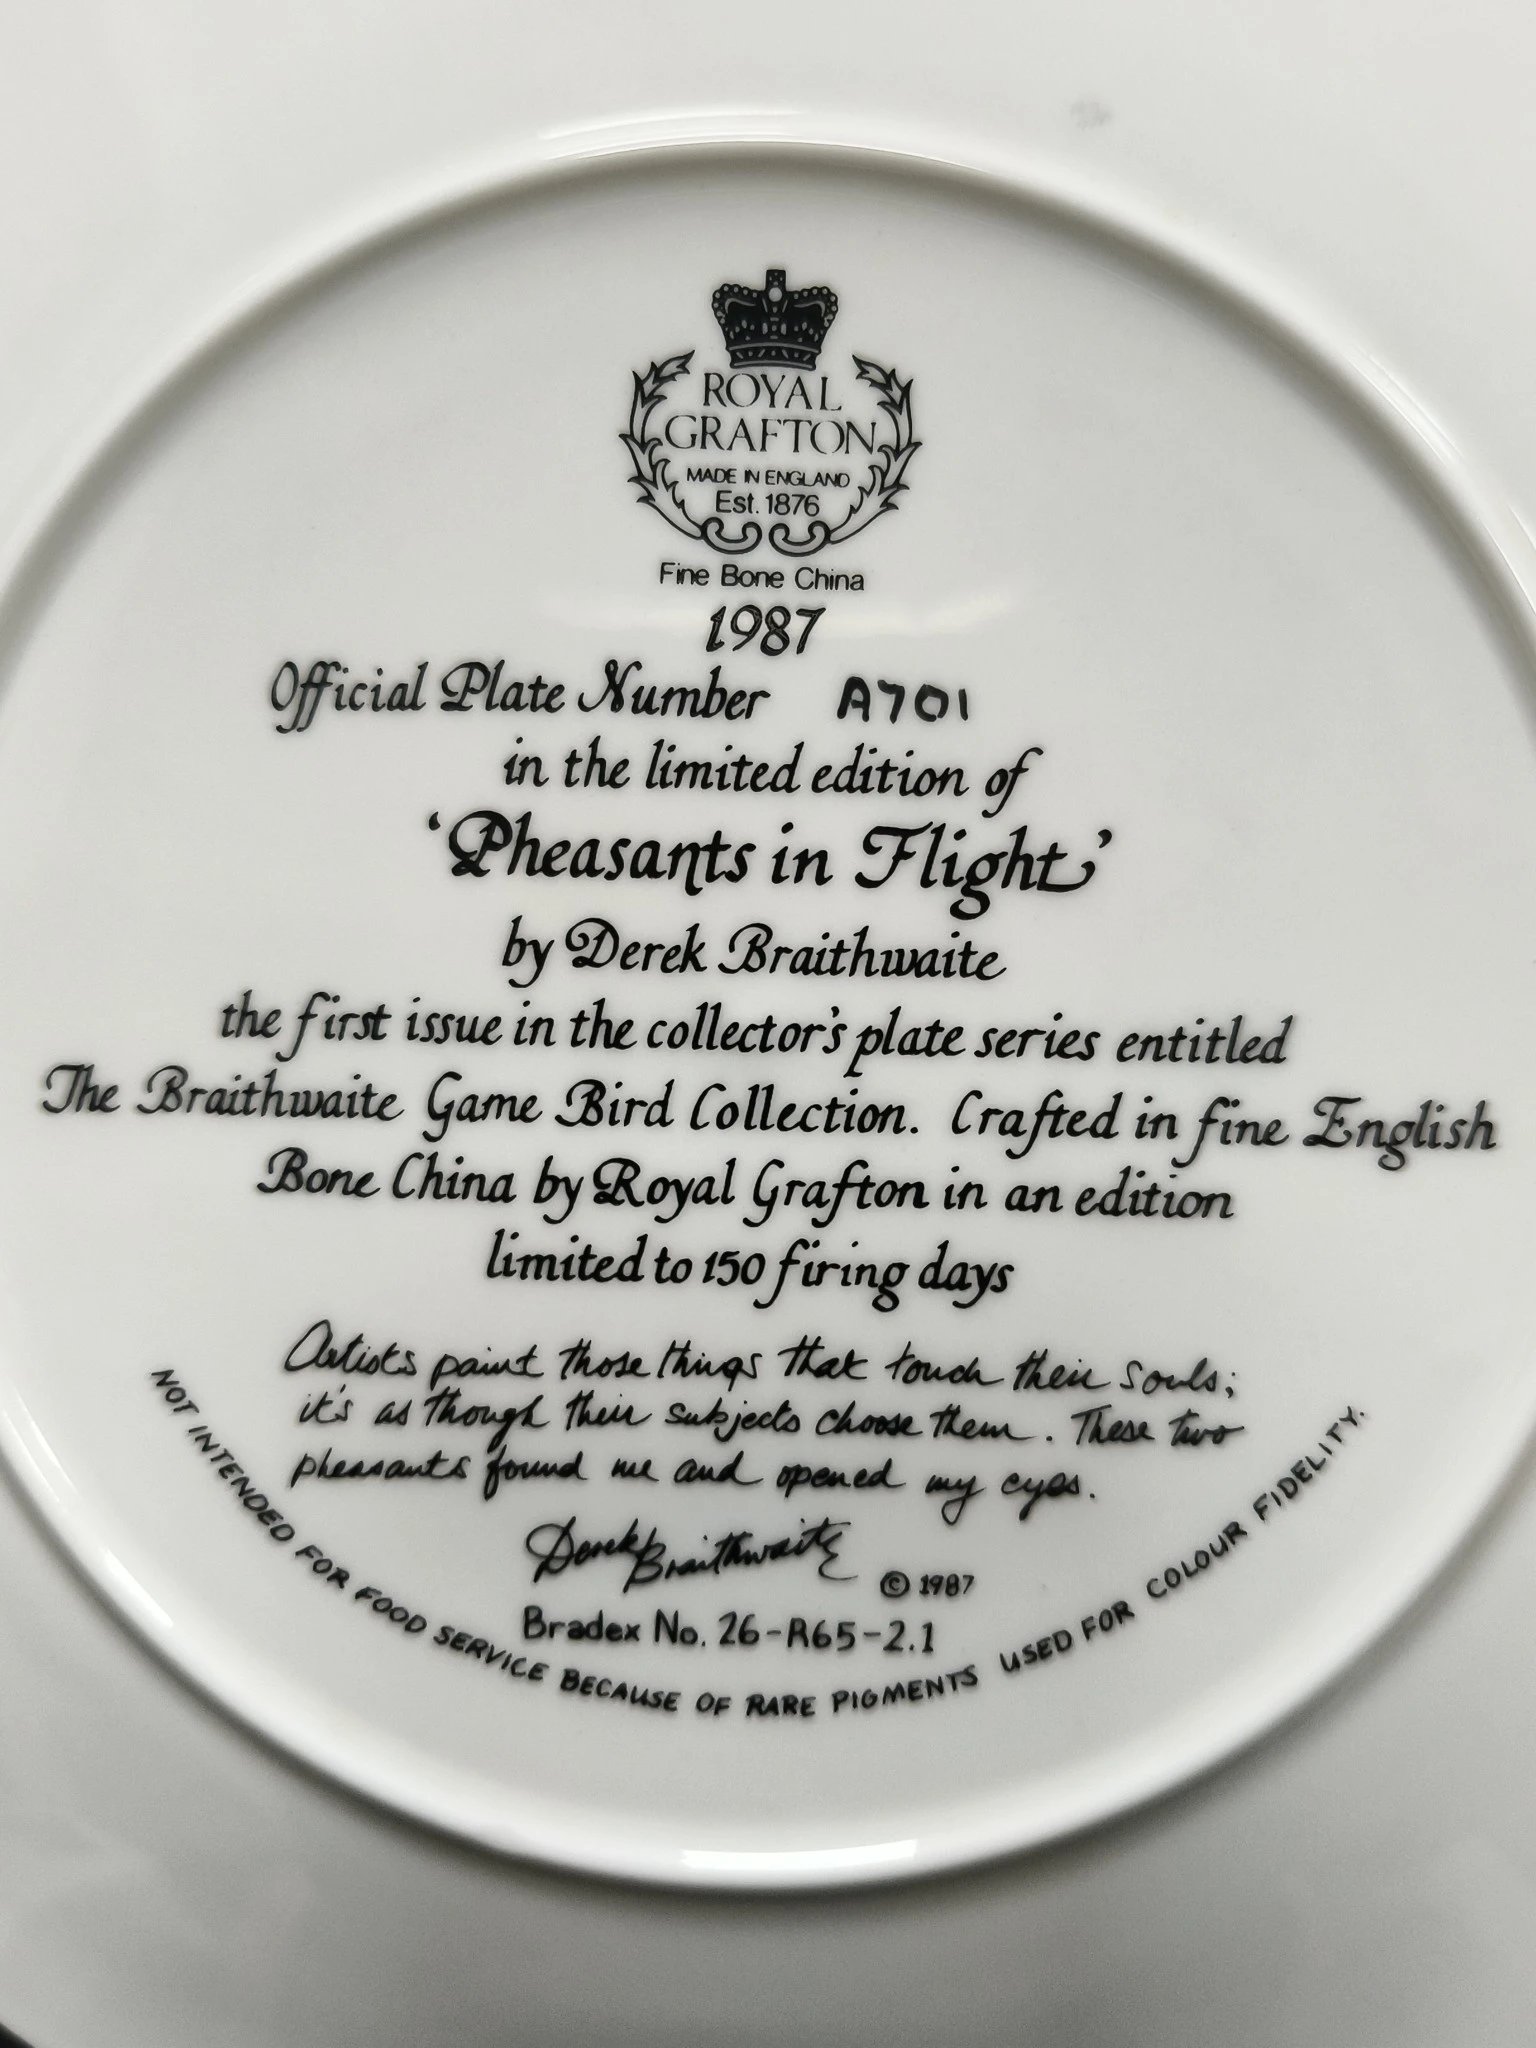 ROYAL
GRAFTON
MADE IN ENGLAND
Est. 1876
Fine Bone China
1987
Official Plate Number A701
in the limited edition of
‘Pheasants in Flight’
by Derek Braithwaite
the first issue in the collector's plate series entitled
The Braithwaite Game Bird Collection. Crafted in fine English
Bone China by Royal Grafton in an edition
limited to 150 firing days
Artists paint those things that touch their souls;
it's as though their subjects choose them. These two
pheasants found me and opened my eyes.
Derek Braithwaite © 1987
Bradex No. 26-R65-2.1
NOT INTENDED FOR FOOD SERVICE BECAUSE OF RARE PIGMENTS USED FOR COLOUR FIDELITY.